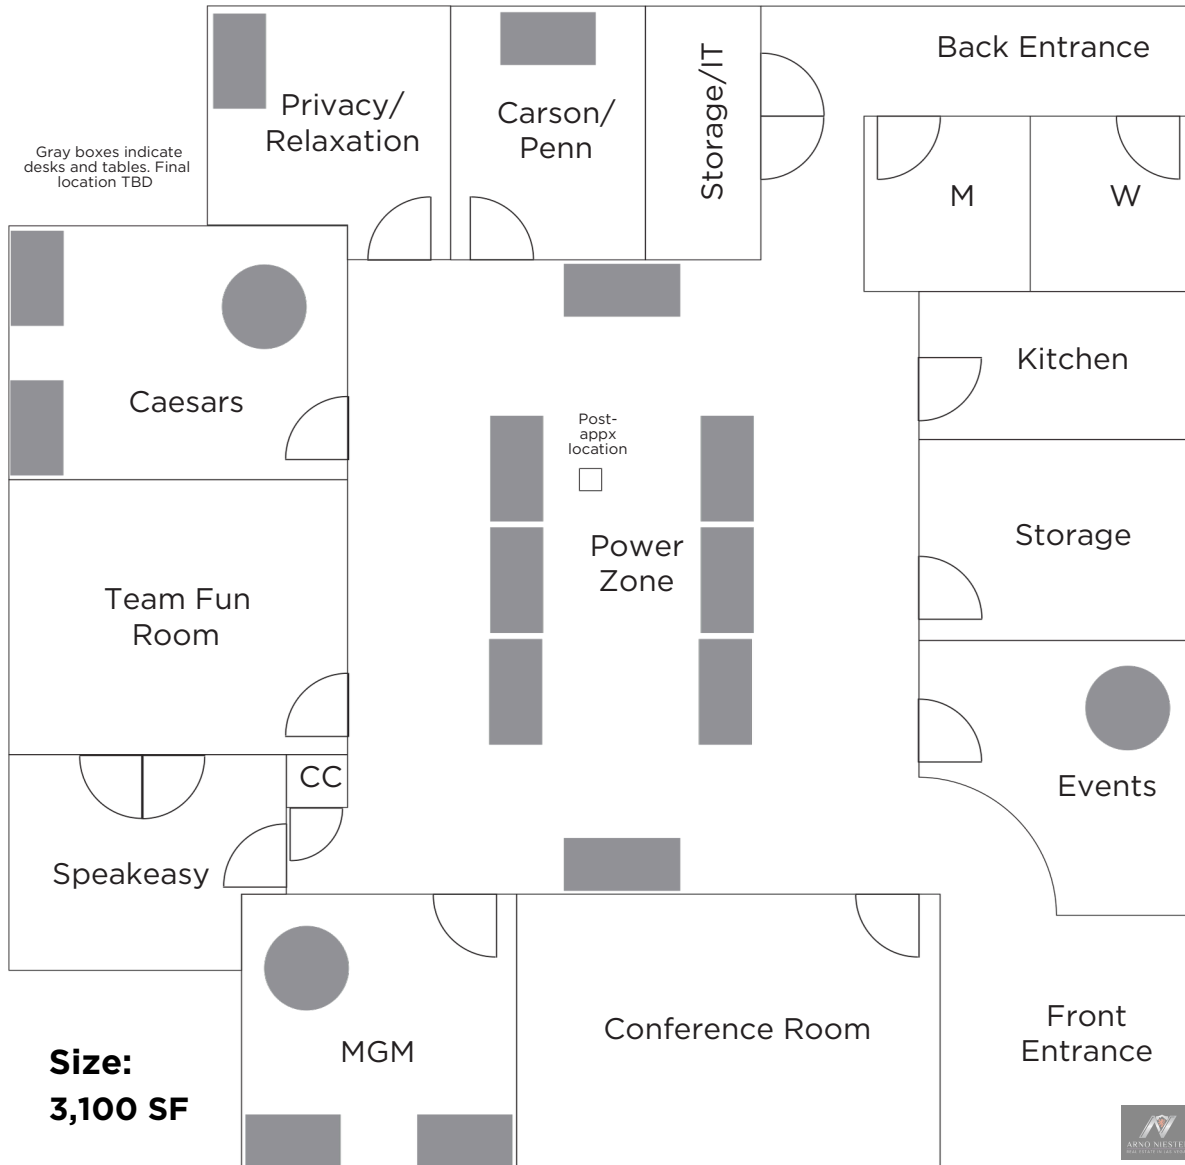 Back Entrance
Storage/IT
Privacy/
Relaxation
Carson/
Penn
Gray boxes indicate
desks and tables. Final
location TBD
M
W
Kitchen
Caesars
Post-
appx
location
Storage
Power
Zone
Team Fun
Room
CC
Events
Speakeasy
Conference Room
Front
Entrance
MGM
Size:
3,100 SF
ARNO NIESTE